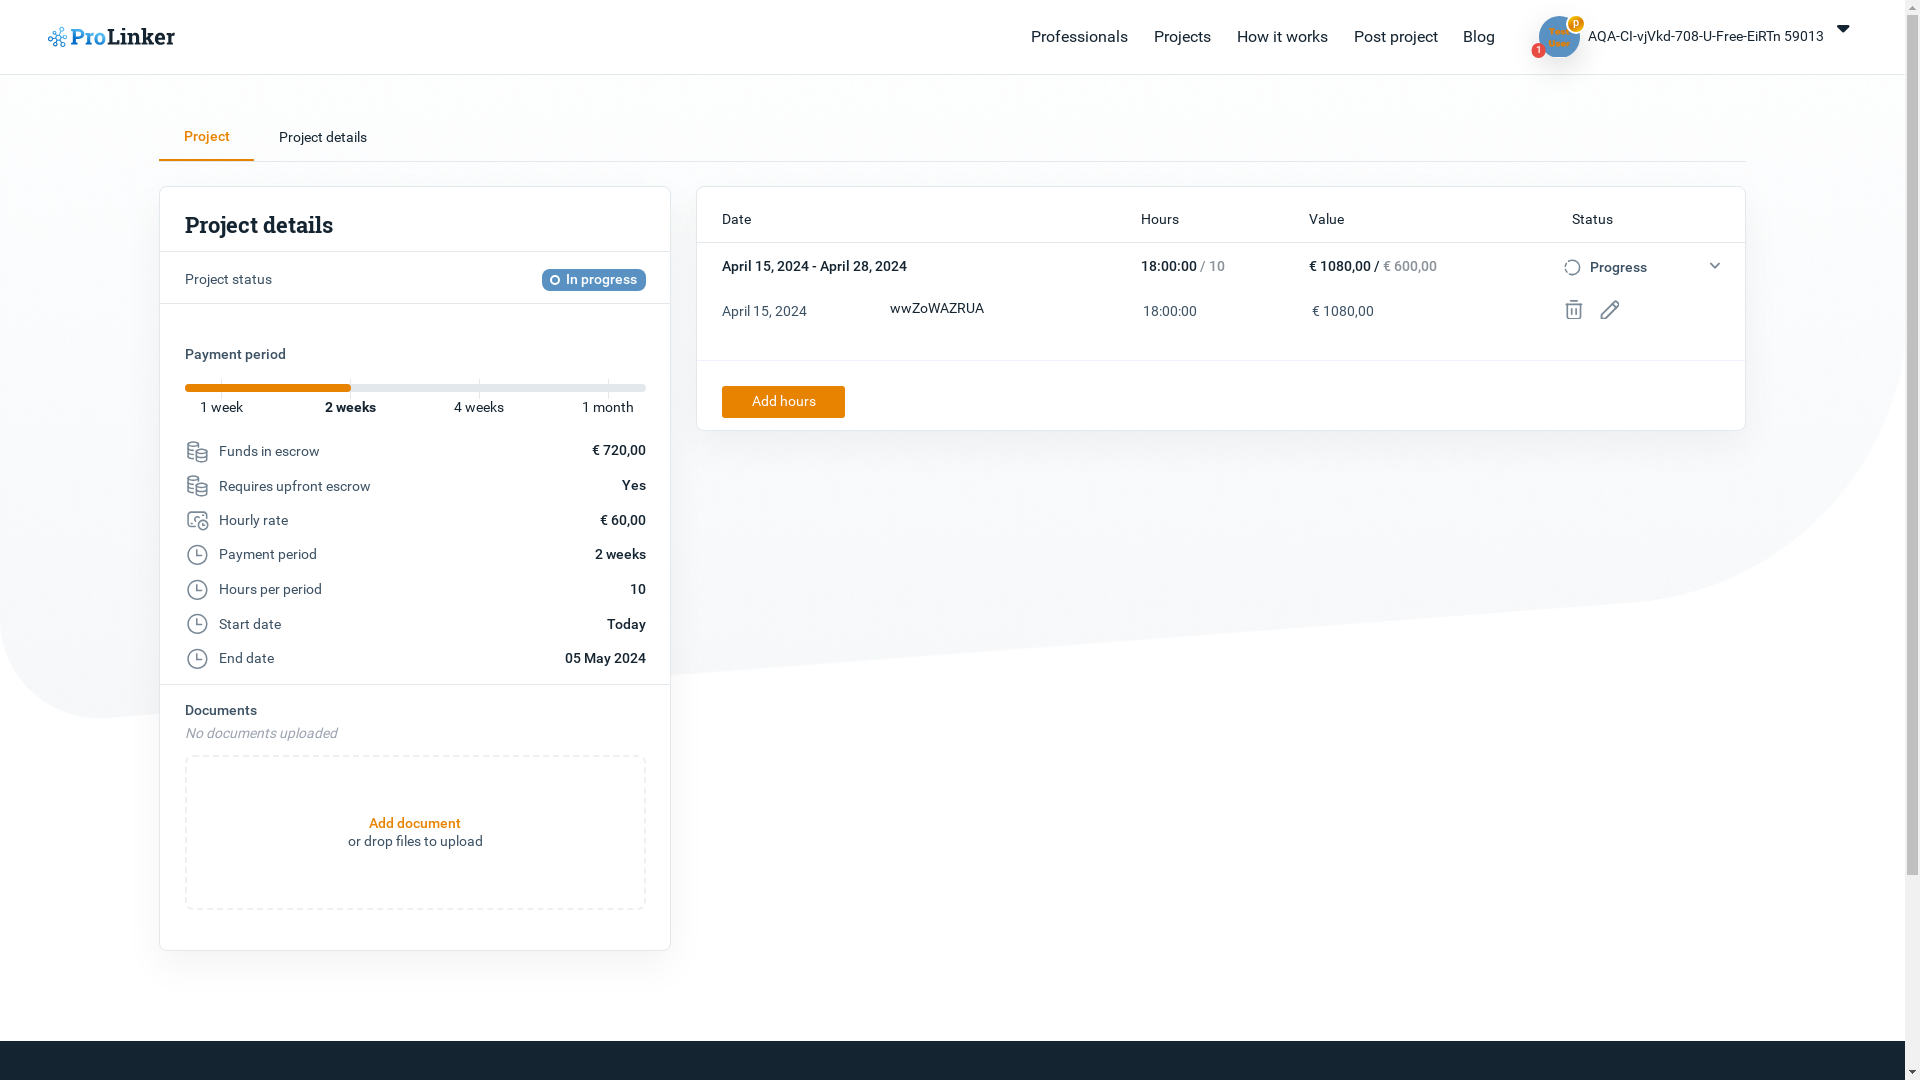 ProLinker
Professionals
Projects
How it works
Post project
Blog
p
1
AQA-CI-vjVkd-708-U-Free-EiRTn 59013
Project
Project details
Project details
Project status
In progress
Payment period
1 week
2 weeks
4 weeks
1 month
Funds in escrow € 720,00
Requires upfront escrow Yes
Hourly rate € 60,00
Payment period 2 weeks
Hours per period 10
Start date Today
End date 05 May 2024
Documents
No documents uploaded
Add document
or drop files to upload
Date Hours Value Status
April 15, 2024 - April 28, 2024 18:00:00 / 10 € 1080,00 / € 600,00 Progress
April 15, 2024 wwZoWAZRUA 18:00:00 € 1080,00
Add hours